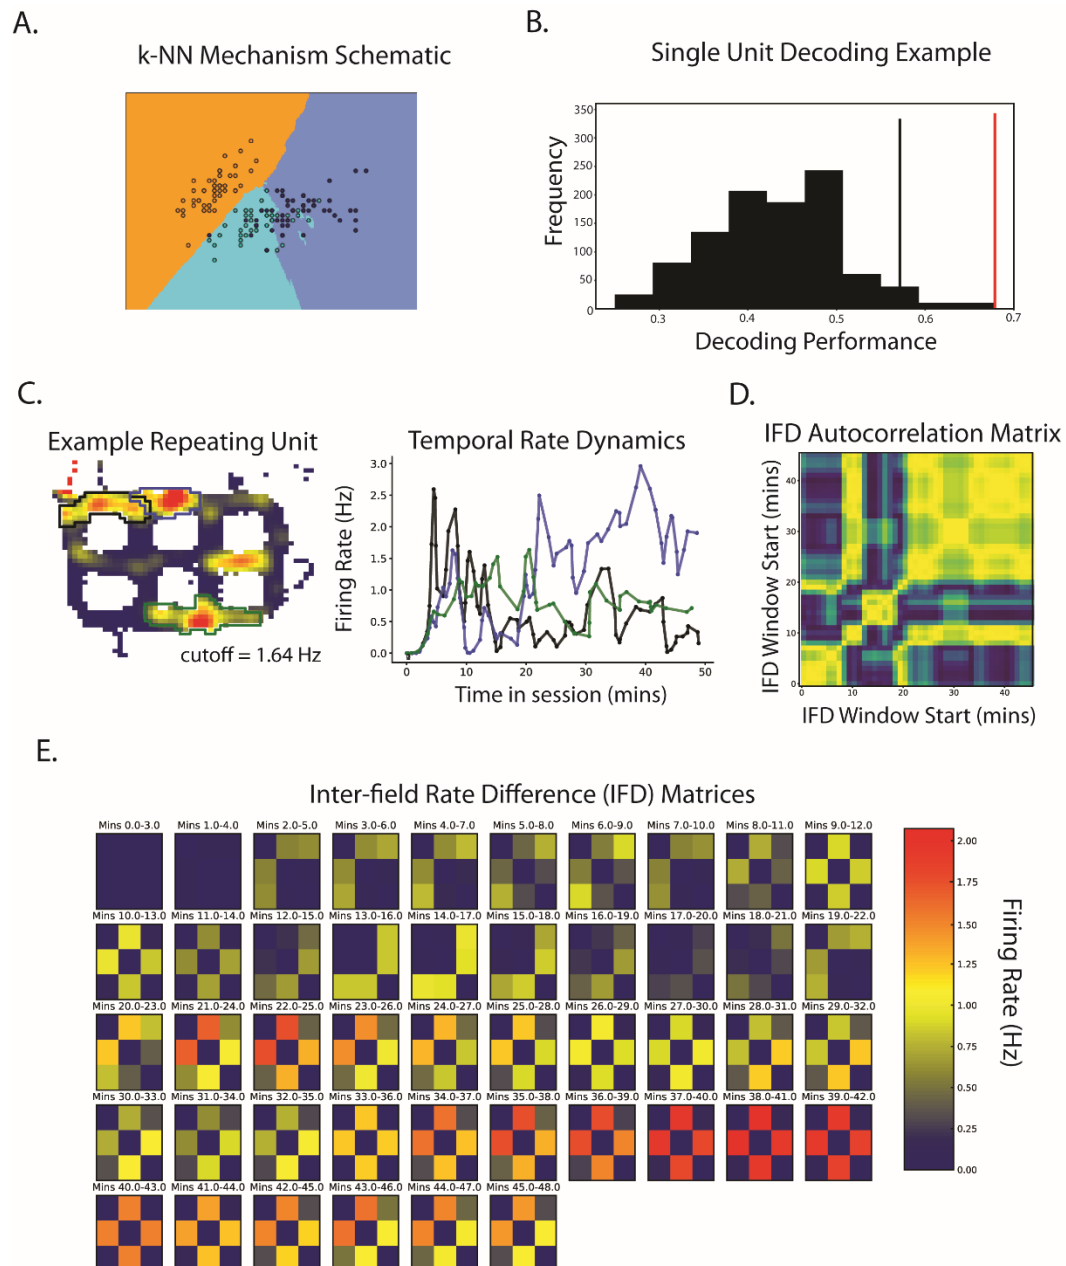 A.
k-NN Mechanism Schematic
B.
Single Unit Decoding Example
Frequency
350
300
250
200
150
100
50
0
0.3 0.4 0.5 0.6 0.7
Decoding Performance
C.
Example Repeating Unit
cutoff = 1.64 Hz
Temporal Rate Dynamics
Firing Rate (Hz)
3.0
2.5
2.0
1.5
1.0
0.5
0.0
0 10 20 30 40 50
Time in session (mins)
D.
IFD Autocorrelation Matrix
IFD Window Start (mins)
40
30
20
10
0
0 10 20 30 40
IFD Window Start (mins)
E.
Inter-field Rate Difference (IFD) Matrices
Mins 0.0-3.0 Mins 1.0-4.0 Mins 2.0-5.0 Mins 3.0-6.0 Mins 4.0-7.0 Mins 5.0-8.0 Mins 6.0-9.0 Mins 7.0-10.0 Mins 8.0-11.0 Mins 9.0-12.0
Mins 10.0-13.0 Mins 11.0-14.0 Mins 12.0-15.0 Mins 13.0-16.0 Mins 14.0-17.0 Mins 15.0-18.0 Mins 16.0-19.0 Mins 17.0-20.0 Mins 18.0-21.0 Mins 19.0-22.0
Mins 20.0-23.0 Mins 21.0-24.0 Mins 22.0-25.0 Mins 23.0-26.0 Mins 24.0-27.0 Mins 25.0-28.0 Mins 26.0-29.0 Mins 27.0-30.0 Mins 28.0-31.0 Mins 29.0-32.0
Mins 30.0-33.0 Mins 31.0-34.0 Mins 32.0-35.0 Mins 33.0-36.0 Mins 34.0-37.0 Mins 35.0-38.0 Mins 36.0-39.0 Mins 37.0-40.0 Mins 38.0-41.0 Mins 39.0-42.0
Mins 40.0-43.0 Mins 41.0-44.0 Mins 42.0-45.0 Mins 43.0-46.0 Mins 44.0-47.0 Mins 45.0-48.0
2.00
1.75
1.50
1.25
1.00
0.75
0.50
0.25
0.00
Firing Rate (Hz)